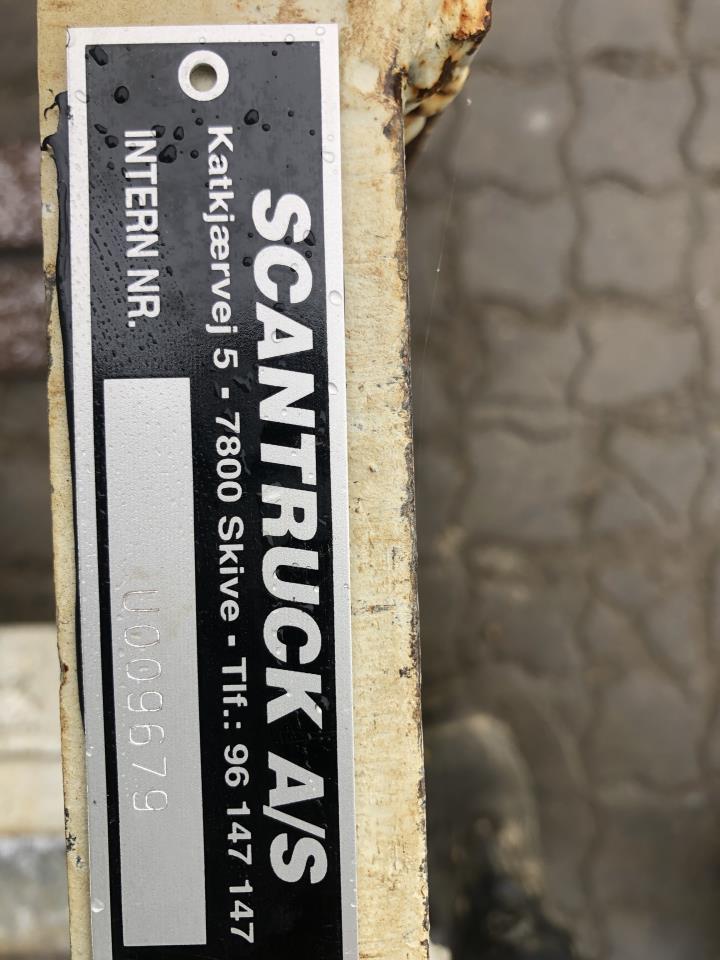 SCANTRUCK A/S
Katkjærvej 5 - 7800 Skive - Tlf.: 96 147 147
INTERN NR. U009679